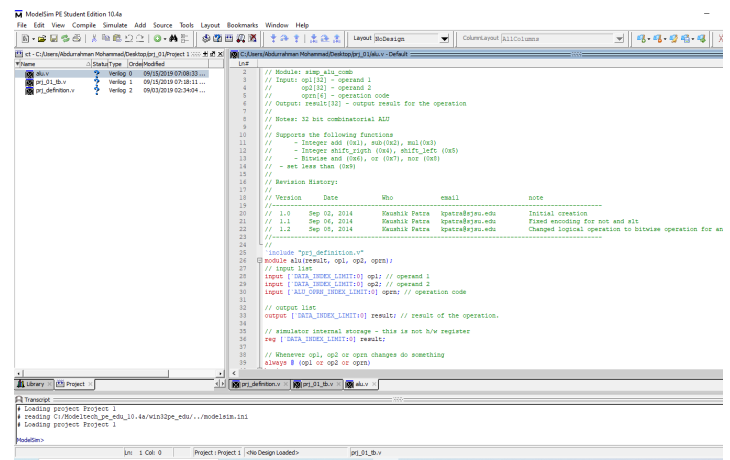 ModelSim PE Student Edition 10.4a
File Edit View Compile Simulate Add Source Tools Layout Bookmarks Window Help
Layout NoDesign
ColumnLayout AllColumns
ct - C:/Users/Abdurrahman Mohammad/Desktop/prj_01/Project 1
Name Status Type Order Modified
alu.v ? Verilog 0 09/15/2019 07:08:33 ...
prj_01_tb.v ? Verilog 1 09/15/2019 07:18:11 ...
prj_definition.v ? Verilog 2 09/03/2019 02:34:04 ...
Library
Project
C:/Users/Abdurrahman Mohammad/Desktop/prj_01/alu.v - Default
Ln#
2 // Module: simp_alu_comb
3 // Input: op1[32] - operand 1
4 // op2[32] - operand 2
5 // oprn[6] - operation code
6 // Output: result[32] - output result for the operation
7 //
8 // Notes: 32 bit combinatorial ALU
9 //
10 // Supports the following functions
11 // - Integer add (0x1), sub(0x2), mul(0x3)
12 // - Integer shift_rigth (0x4), shift_left (0x5)
13 // - Bitwise and (0x6), or (0x7), nor (0x8)
14 // - set less than (0x9)
15 //
16 // Revision History:
17 //
18 // Version Date Who email note
19 //------------------------------------------------------------------------------------------
20 // 1.0 Sep 02, 2014 Kaushik Patra kpatra@sjsu.edu Initial creation
21 // 1.1 Sep 06, 2014 Kaushik Patra kpatra@sjsu.edu Fixed encoding for not and slt
22 // 1.2 Sep 08, 2014 Kaushik Patra kpatra@sjsu.edu Changed logical operation to bitwise operation for an
23 //------------------------------------------------------------------------------------------
24 //
25 `include "prj_definition.v"
26 module alu(result, op1, op2, oprn);
27 // input list
28 input [`DATA_INDEX_LIMIT:0] op1; // operand 1
29 input [`DATA_INDEX_LIMIT:0] op2; // operand 2
30 input [`ALU_OPRN_INDEX_LIMIT:0] oprn; // operation code
31
32 // output list
33 output [`DATA_INDEX_LIMIT:0] result; // result of the operation.
34
35 // simulator internal storage - this is not h/w register
36 reg [`DATA_INDEX_LIMIT:0] result;
37
38 // Whenever op1, op2 or oprn changes do something
39 always @ (op1 or op2 or oprn)
prj_definition.v
prj_01_tb.v
alu.v
Transcript
# Loading project Project 1
# reading C:/Modeltech_pe_edu_10.4a/win32pe_edu/../modelsim.ini
# Loading project Project 1
ModelSim>
Ln: 1 Col: 0 Project : Project 1 <No Design Loaded> prj_01_tb.v